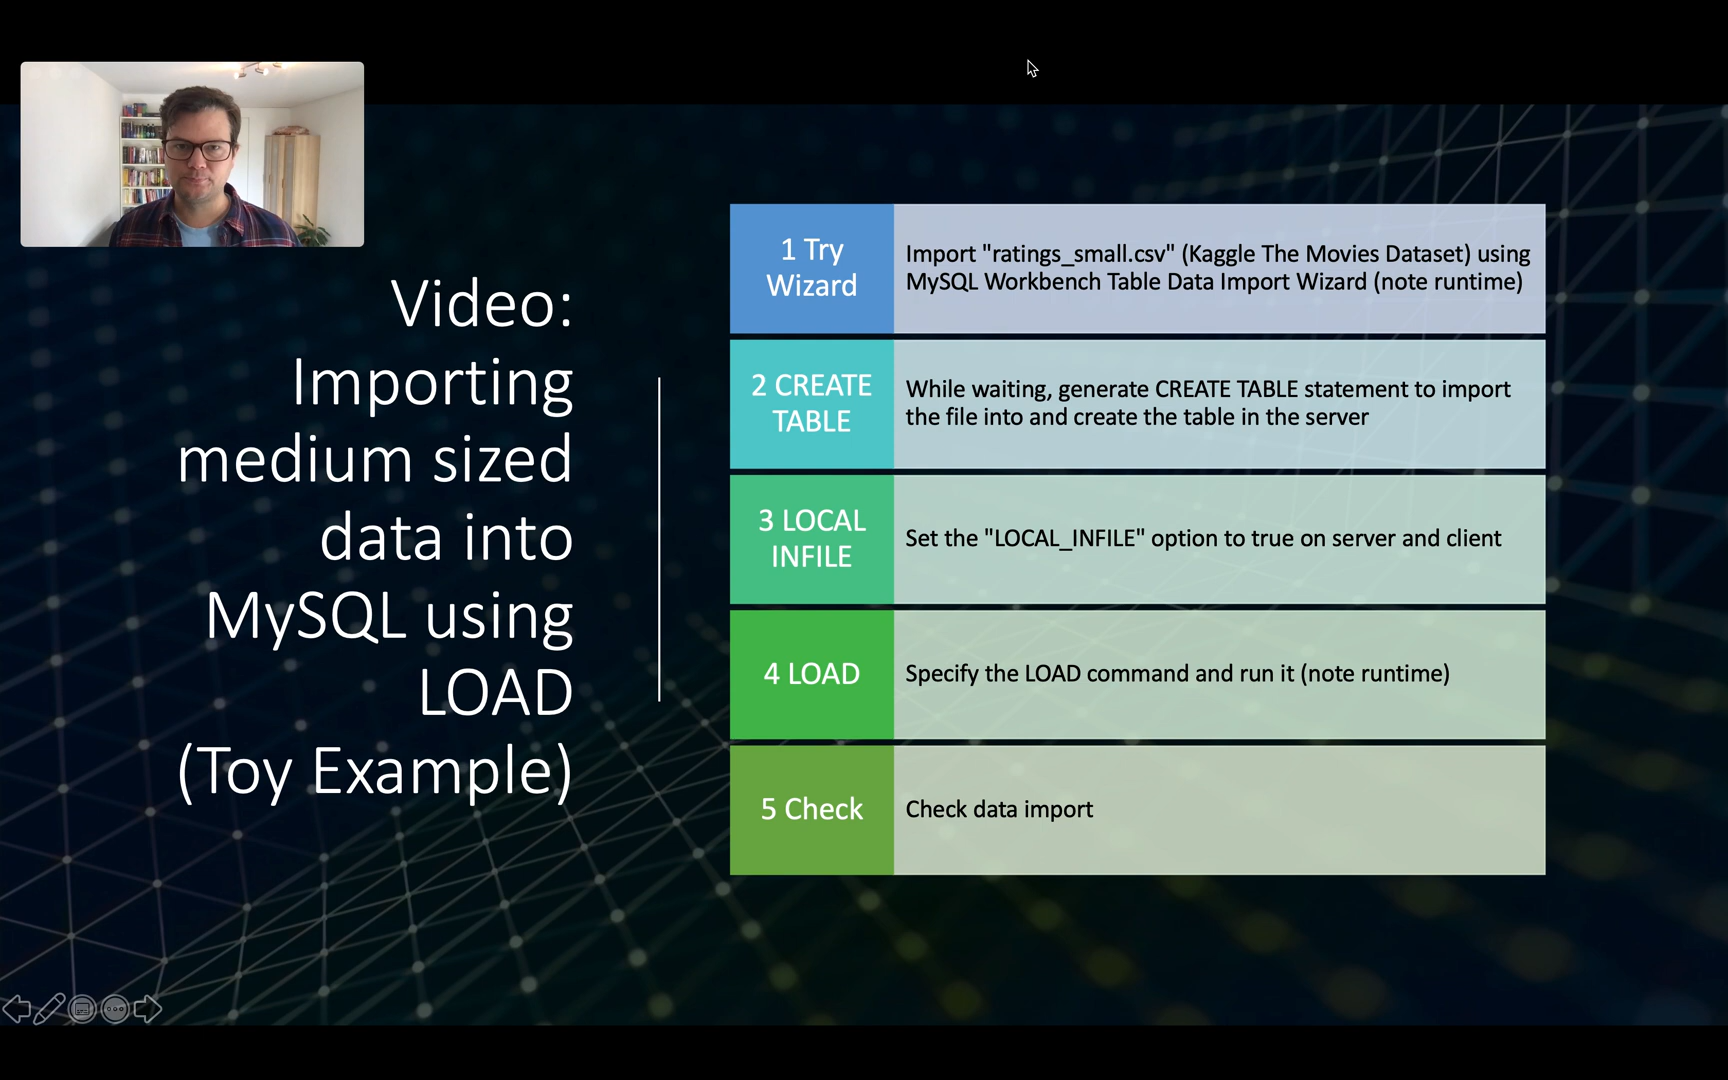 Video:
Importing
medium sized
data into
MySQL using
LOAD
(Toy Example)
1 Try
Wizard
Import "ratings_small.csv" (Kaggle The Movies Dataset) using
MySQL Workbench Table Data Import Wizard (note runtime)
2 CREATE
TABLE
While waiting, generate CREATE TABLE statement to import
the file into and create the table in the server
3 LOCAL
INFILE
Set the "LOCAL_INFILE" option to true on server and client
4 LOAD
Specify the LOAD command and run it (note runtime)
5 Check
Check data import